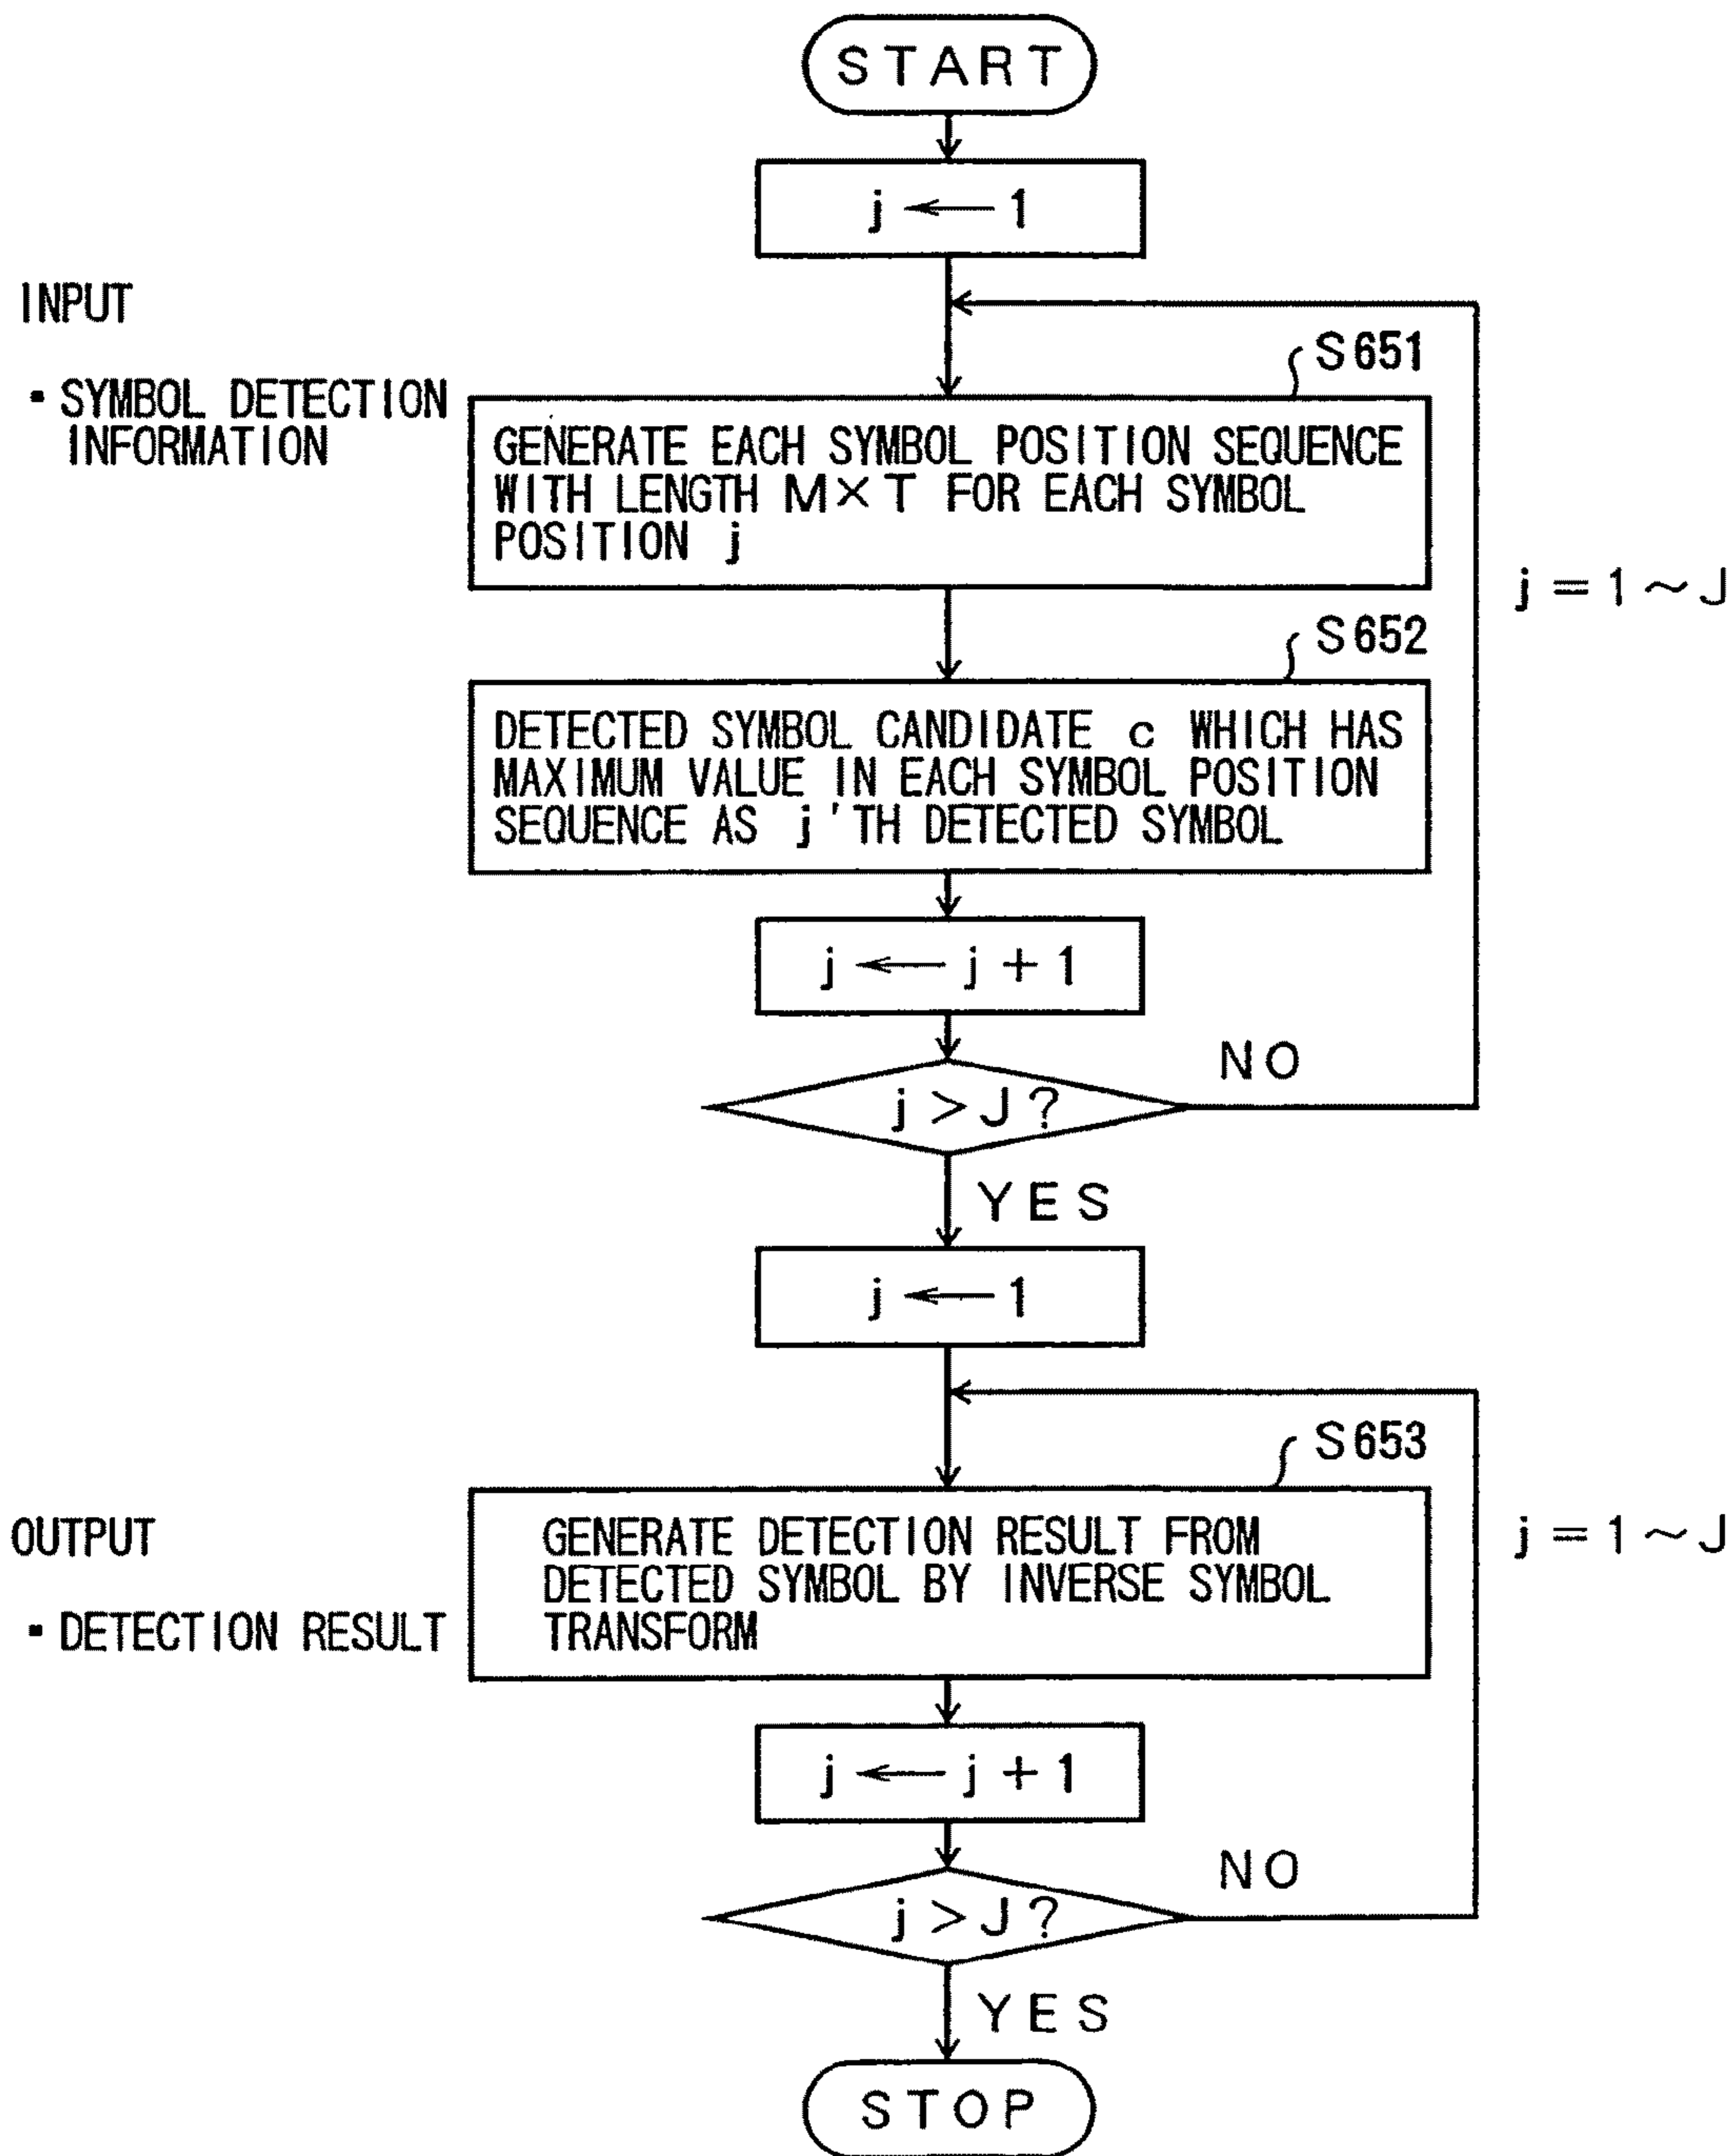 START
j ← 1
INPUT
▪ SYMBOL DETECTION
INFORMATION
S651
GENERATE EACH SYMBOL POSITION SEQUENCE
WITH LENGTH M×T FOR EACH SYMBOL
POSITION j
j = 1 ~ J
S652
DETECTED SYMBOL CANDIDATE c WHICH HAS
MAXIMUM VALUE IN EACH SYMBOL POSITION
SEQUENCE AS j'TH DETECTED SYMBOL
j ← j + 1
j > J ?
NO
YES
j ← 1
S653
OUTPUT
▪ DETECTION RESULT
GENERATE DETECTION RESULT FROM
DETECTED SYMBOL BY INVERSE SYMBOL
TRANSFORM
j = 1 ~ J
j ← j + 1
j > J ?
NO
YES
STOP